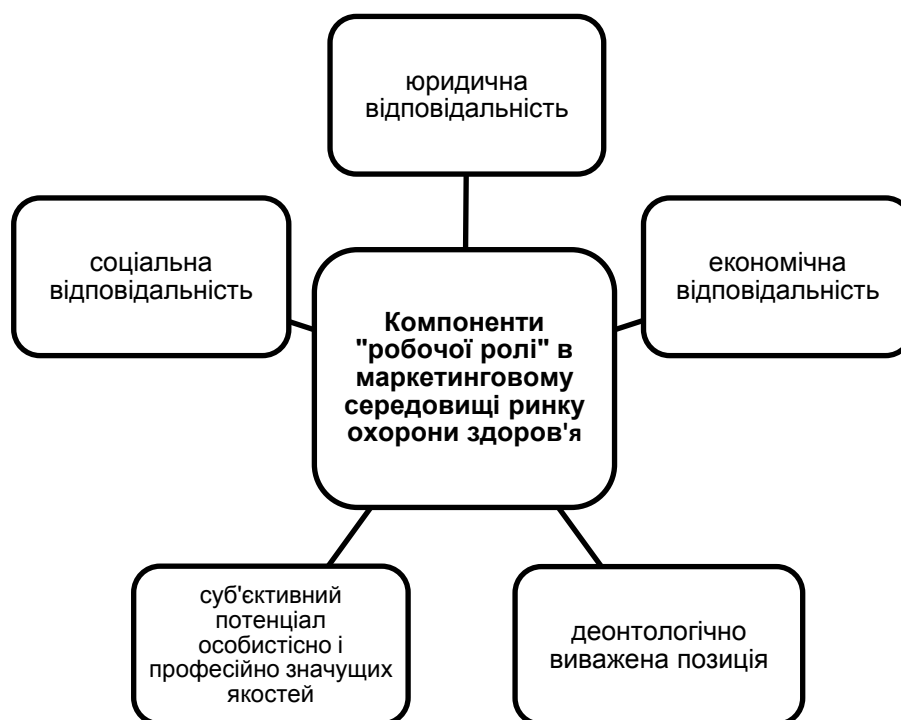 юридична
відповідальність
соціальна
відповідальність
економічна
відповідальність
Компоненти
"робочої ролі" в
маркетинговому
середовищі ринку
охорони здоров'я
суб'єктивний
потенціал
особистісно і
професійно значущих
якостей
деонтологічно
виважена позиція